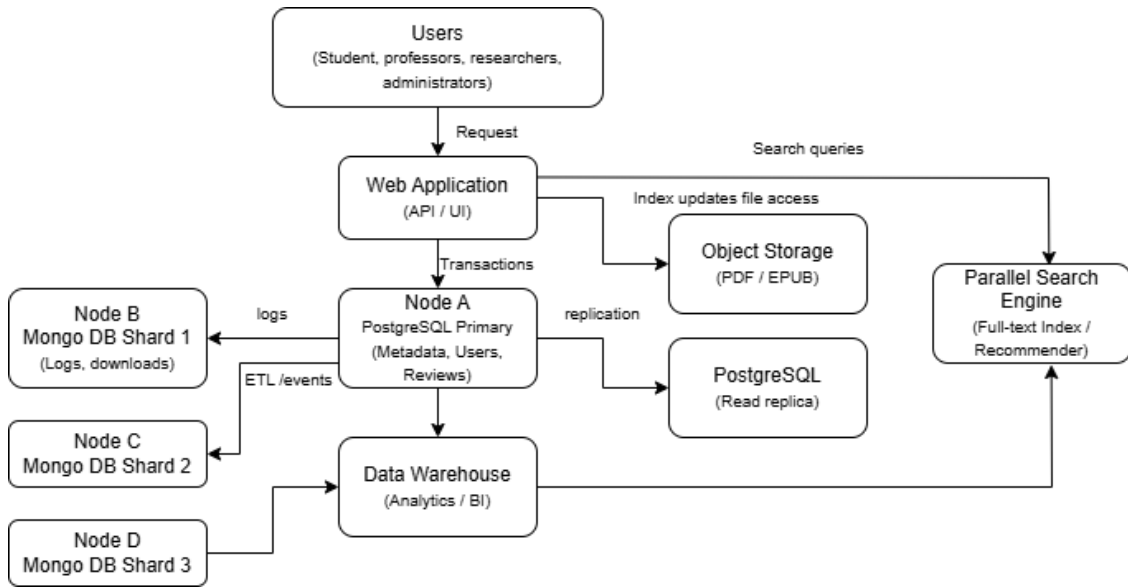 Users
(Student, professors, researchers,
administrators)
Request
Search queries
Web Application
(API / UI)
Index updates file access
Object Storage
(PDF / EPUB)
Transactions
Parallel Search
Engine
(Full-text Index /
Recommender)
Node B
Mongo DB Shard 1
(Logs, downloads)
logs
Node A
PostgreSQL Primary
(Metadata, Users,
Reviews)
replication
ETL /events
PostgreSQL
(Read replica)
Node C
Mongo DB Shard 2
Data Warehouse
(Analytics / BI)
Node D
Mongo DB Shard 3